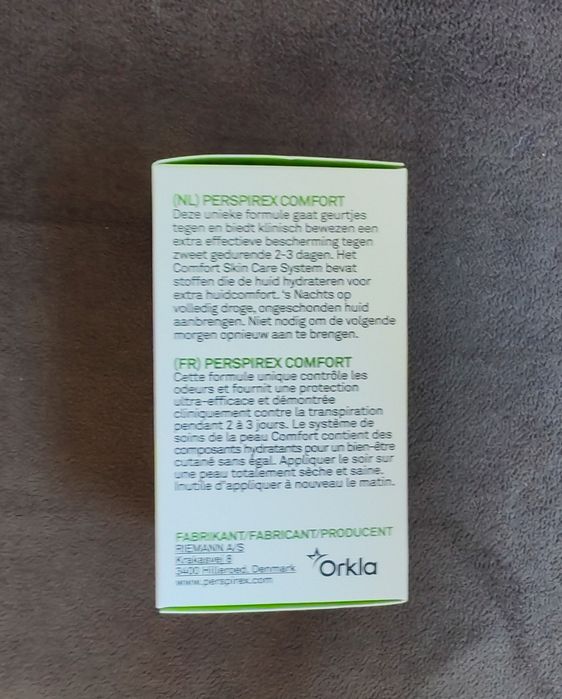 (NL) PERSPIREX COMFORT
Deze unieke formule gaat geurtjes
tegen en biedt klinisch bewezen een
extra effectieve bescherming tegen
zweet gedurende 2-3 dagen. Het
Comfort Skin Care System bevat
stoffen die de huid hydrateren voor
extra huidcomfort. 's Nachts op
volledig droge, ongeschonden huid
aanbrengen. Niet nodig om de volgende
morgen opnieuw aan te brengen.
(FR) PERSPIREX COMFORT
Cette formule unique contrôle les
odeurs et fournit une protection
ultra-efficace et démontrée
cliniquement contre la transpiration
pendant 2 à 3 jours. Le système de
soins de la peau Comfort contient des
composants hydratants pour un bien-être
cutané sans égal. Appliquer le soir sur
une peau totalement sèche et saine.
Inutile d'appliquer à nouveau le matin.
FABRIKANT/FABRICANT/PRODUCENT
RIEMANN A/S
Krakasvej 8
3400 Hilleroed, Denmark
www.perspirex.com
Orkla